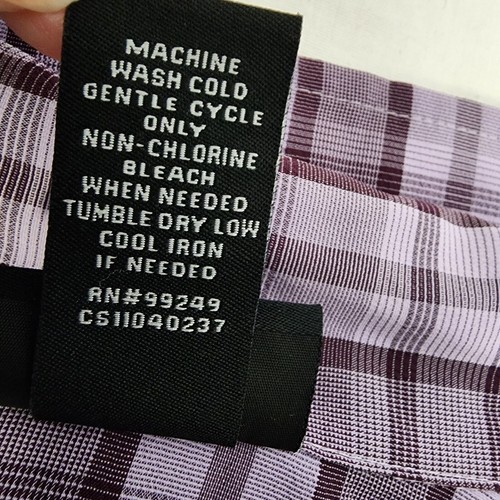 MACHINE
WASH COLD
GENTLE CYCLE
ONLY
NON-CHLORINE
BLEACH
WHEN NEEDED
TUMBLE DRY LOW
COOL IRON
IF NEEDED
RN#99249
CS11040237